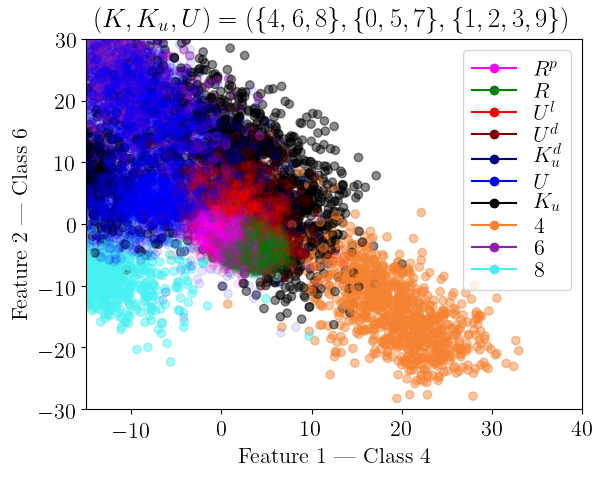 (K, K_u, U) = ({4, 6, 8}, {0, 5, 7}, {1, 2, 3, 9})
30
20
10
0
−10
−20
−30
Feature 2 — Class 6
R^p
R
U^l
U^d
K_u^d
U
K_u
4
6
8
−10 0 10 20 30 40
Feature 1 — Class 4